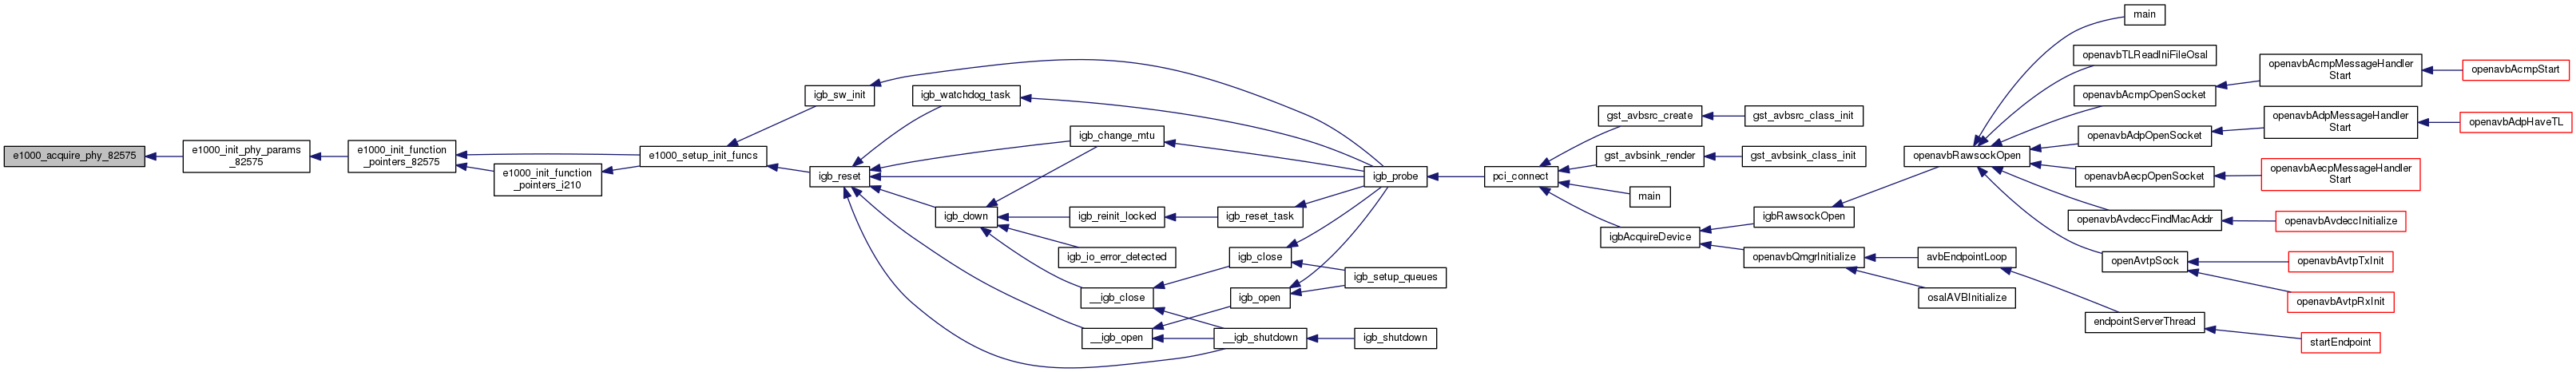 e1000_acquire_phy_82575
e1000_init_phy_params
_82575
e1000_init_function
_pointers_82575
e1000_init_function
_pointers_i210
e1000_setup_init_funcs
igb_sw_init
igb_reset
igb_watchdog_task
igb_change_mtu
igb_down
igb_reinit_locked
igb_reset_task
igb_io_error_detected
igb_close
__igb_close
igb_open
__igb_open
__igb_shutdown
igb_shutdown
igb_setup_queues
igb_probe
pci_connect
gst_avbsrc_create
gst_avbsrc_class_init
gst_avbsink_render
gst_avbsink_class_init
main
igbAcquireDevice
igbRawsockOpen
openavbQmgrInitialize
avbEndpointLoop
osalAVBInitialize
openavbRawsockOpen
main
openavbTLReadIniFileOsal
openavbAcmpOpenSocket
openavbAcmpMessageHandler
Start
openavbAcmpStart
openavbAdpOpenSocket
openavbAdpMessageHandler
Start
openavbAdpHaveTL
openavbAecpOpenSocket
openavbAecpMessageHandler
Start
openavbAvdeccFindMacAddr
openavbAvdeccInitialize
openAvtpSock
openavbAvtpTxInit
openavbAvtpRxInit
endpointServerThread
startEndpoint